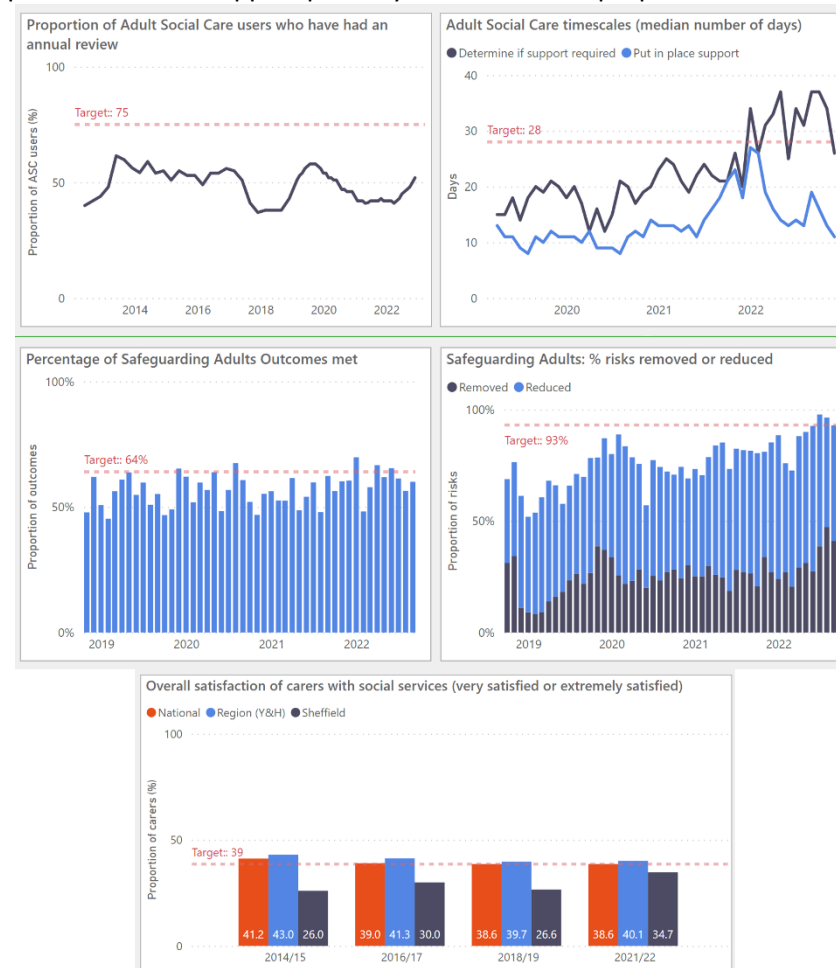 Proportion of Adult Social Care users who have had an
annual review
100
Target:: 75
50
0
Proportion of ASC users (%)
2014 2016 2018 2020 2022
Adult Social Care timescales (median number of days)
Determine if support required Put in place support
40
30
Target:: 28
20
10
0
Days
2020 2021 2022
Percentage of Safeguarding Adults Outcomes met
100%
Target:: 64%
50%
0%
Proportion of outcomes
2019 2020 2021 2022
Safeguarding Adults: % risks removed or reduced
Removed Reduced
100%
Target:: 93%
50%
0%
Proportion of risks
2019 2020 2021 2022
Overall satisfaction of carers with social services (very satisfied or extremely satisfied)
National Region (Y&H) Sheffield
100
50
Target:: 39
0
Proportion of carers (%)
41.2 43.0 26.0 39.0 41.3 30.0 38.6 39.7 26.6 38.6 40.1 34.7
2014/15 2016/17 2018/19 2021/22